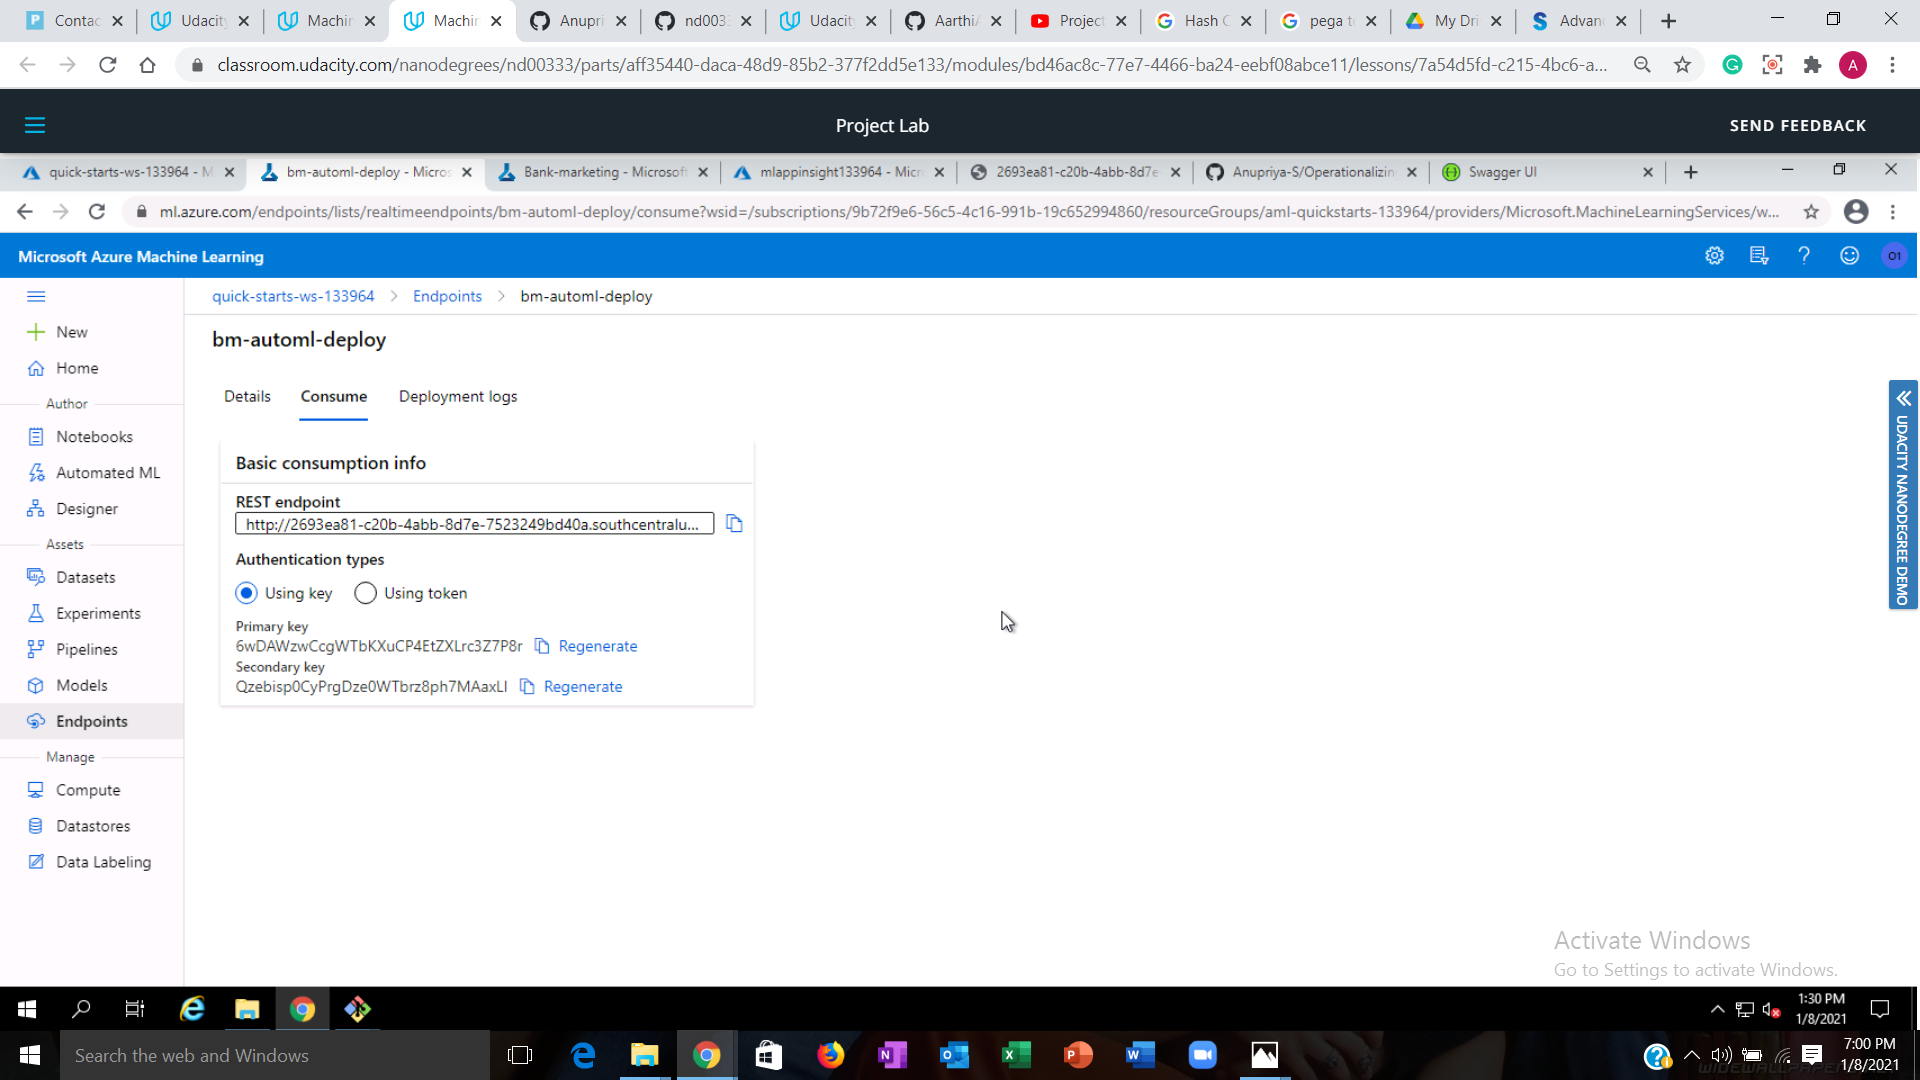 Contac
Udacity
Machin
Machin
Anupri
nd0033
Udacity
AarthiA
Project
Hash C
pega te
My Dri
Advan
classroom.udacity.com/nanodegrees/nd00333/parts/aff35440-daca-48d9-85b2-377f2dd5e133/modules/bd46ac8c-77e7-4466-ba24-eebf08abce11/lessons/7a54d5fd-c215-4bc6-a...
A
Project Lab
SEND FEEDBACK
quick-starts-ws-133964 - M
bm-automl-deploy - Micros
Bank-marketing - Microsoft
mlappinsight133964 - Micr
2693ea81-c20b-4abb-8d7e
Anupriya-S/Operationalizin
Swagger UI
ml.azure.com/endpoints/lists/realtimeendpoints/bm-automl-deploy/consume?wsid=/subscriptions/9b72f9e6-56c5-4c16-991b-19c652994860/resourceGroups/aml-quickstarts-133964/providers/Microsoft.MachineLearningServices/w...
Microsoft Azure Machine Learning
O1
quick-starts-ws-133964 > Endpoints > bm-automl-deploy
New
Home
Author
Notebooks
Automated ML
Designer
Assets
Datasets
Experiments
Pipelines
Models
Endpoints
Manage
Compute
Datastores
Data Labeling
bm-automl-deploy
Details Consume Deployment logs
Basic consumption info
REST endpoint
http://2693ea81-c20b-4abb-8d7e-7523249bd40a.southcentralu...
Authentication types
Using key Using token
Primary key
6wDAWzwCcgWTbKXuCP4EtZXLrc3Z7P8r Regenerate
Secondary key
Qzebisp0CyPrgDze0WTbrz8ph7MAaxLI Regenerate
UDACITY NANODEGREE DEMO
Activate Windows
Go to Settings to activate Windows.
1:30 PM
1/8/2021
Search the web and Windows
7:00 PM
1/8/2021